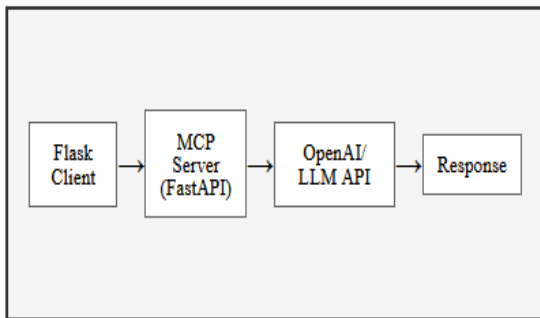 Flask
Client
MCP
Server
(FastAPI)
OpenAI/
LLM API
Response